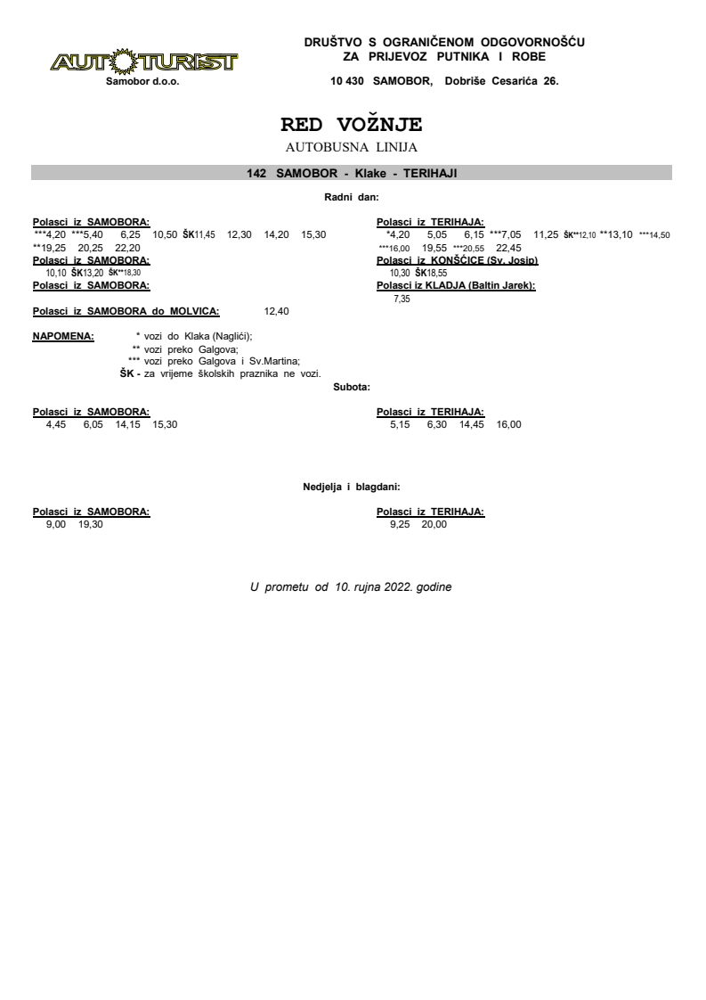 AUTOTURIST
Samobor d.o.o.
DRUŠTVO S OGRANIČENOM ODGOVORNOŠĆU
ZA PRIJEVOZ PUTNIKA I ROBE
10 430 SAMOBOR, Dobriše Cesarića 26.
RED VOŽNJE
AUTOBUSNA LINIJA
142 SAMOBOR - Klake - TERIHAJI
Radni dan:
Polasci iz SAMOBORA:
***4,20 ***5,40 6,25 10,50 ŠK11,45 12,30 14,20 15,30
**19,25 20,25 22,20
Polasci iz SAMOBORA:
10,10 ŠK13,20 ŠK**18,30
Polasci iz SAMOBORA:
Polasci iz TERIHAJA:
*4,20 5,05 6,15 ***7,05 11,25 ŠK**12,10 **13,10 ***14,50
***16,00 19,55 ***20,55 22,45
Polasci iz KONŠĆICE (Sv. Josip)
10,30 ŠK18,55
Polasci iz KLADJA (Baltin Jarek):
7,35
Polasci iz SAMOBORA do MOLVICA: 12,40
NAPOMENA: * vozi do Klaka (Naglići);
** vozi preko Galgova;
*** vozi preko Galgova i Sv.Martina;
ŠK - za vrijeme školskih praznika ne vozi.
Subota:
Polasci iz SAMOBORA:
4,45 6,05 14,15 15,30
Polasci iz TERIHAJA:
5,15 6,30 14,45 16,00
Nedjelja i blagdani:
Polasci iz SAMOBORA:
9,00 19,30
Polasci iz TERIHAJA:
9,25 20,00
U prometu od 10. rujna 2022. godine